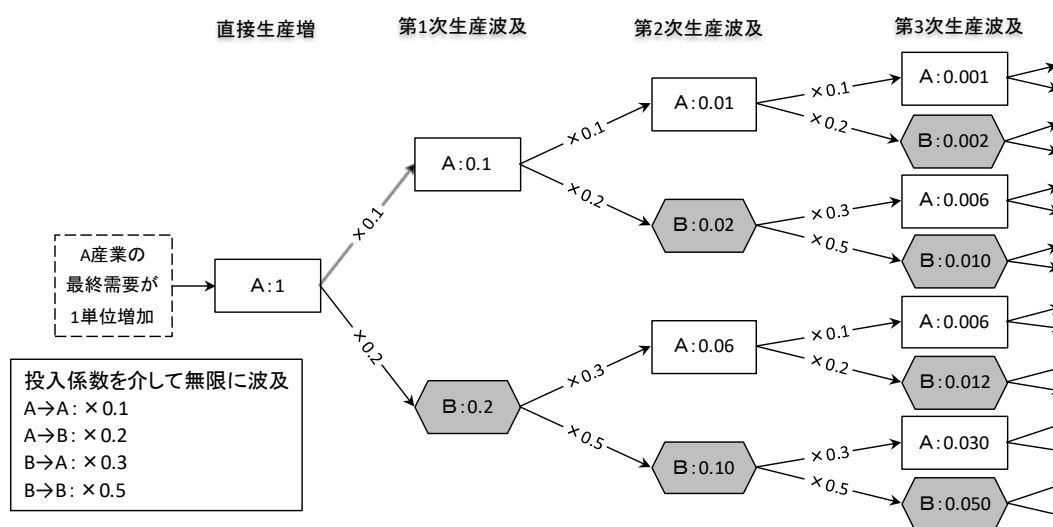 直接生産増
第1次生産波及
第2次生産波及
第3次生産波及
A産業の
最終需要が
1単位増加
A:1
×0.1
×0.2
A:0.1
B:0.2
×0.1
×0.2
×0.3
×0.5
A:0.01
B:0.02
A:0.06
B:0.10
×0.1
×0.2
×0.3
×0.5
×0.1
×0.2
×0.3
×0.5
A:0.001
B:0.002
A:0.006
B:0.010
A:0.006
B:0.012
A:0.030
B:0.050
投入係数を介して無限に波及
A→A: ×0.1
A→B: ×0.2
B→A: ×0.3
B→B: ×0.5